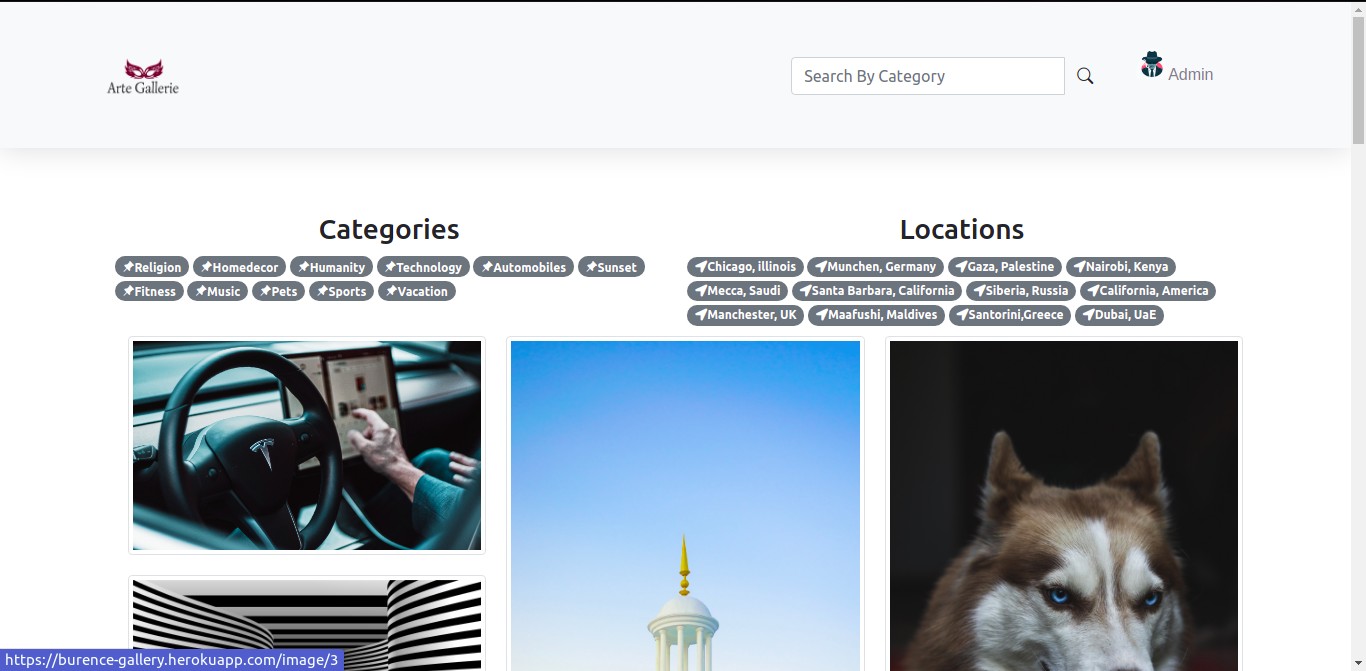 Arte Gallerie
Search By Category
Admin
Categories
Religion Homedecor Humanity Technology Automobiles Sunset
Fitness Music Pets Sports Vacation
Locations
Chicago, illinois Munchen, Germany Gaza, Palestine Nairobi, Kenya
Mecca, Saudi Santa Barbara, California Siberia, Russia California, America
Manchester, UK Maafushi, Maldives Santorini,Greece Dubai, UaE
https://burence-gallery.herokuapp.com/image/3